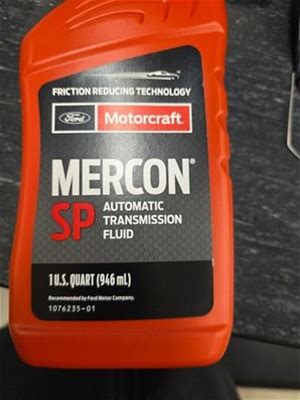 FRICTION REDUCING TECHNOLOGY
Ford Motorcraft
MERCON®
SP AUTOMATIC
TRANSMISSION
FLUID
1 U.S. QUART (946 mL)
Recommended by Ford Motor Company.
1076235-01